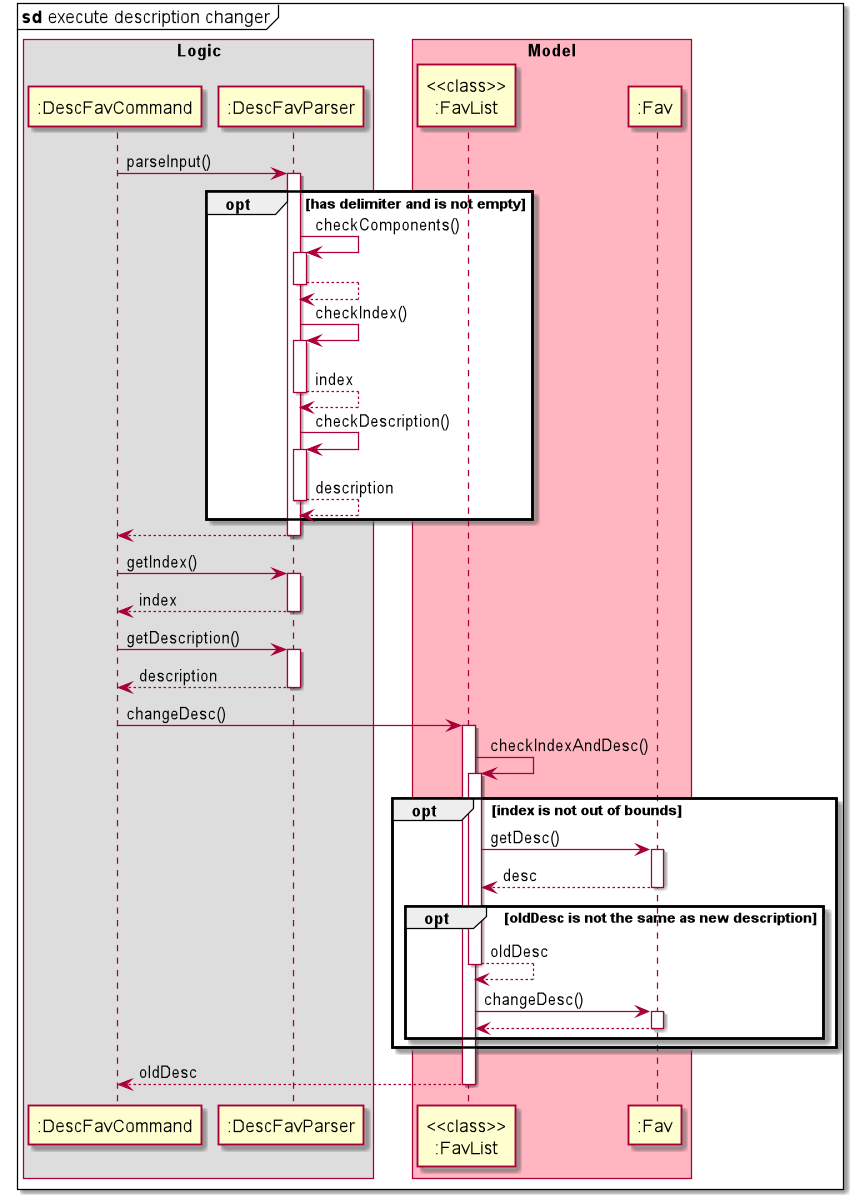 sd execute description changer
Logic
Model
:DescFavCommand
:DescFavParser
<<class>>
:FavList
:Fav
parseInput()
opt
[has delimiter and is not empty]
checkComponents()
checkIndex()
index
checkDescription()
description
getIndex()
index
getDescription()
description
changeDesc()
checkIndexAndDesc()
opt
[index is not out of bounds]
getDesc()
desc
opt
[oldDesc is not the same as new description]
oldDesc
changeDesc()
oldDesc
:DescFavCommand
:DescFavParser
<<class>>
:FavList
:Fav